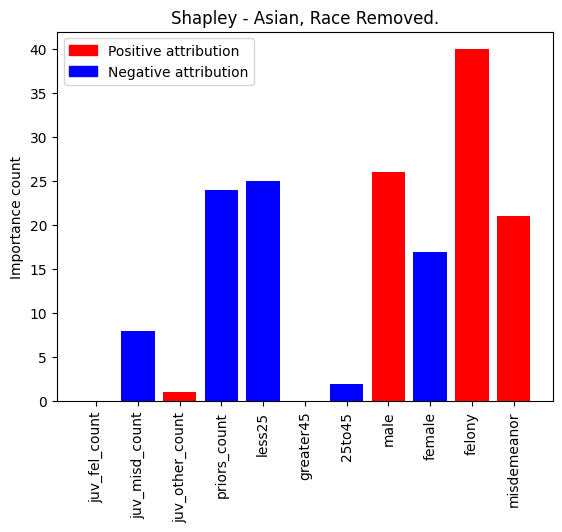 Shapley - Asian, Race Removed.
Positive attribution
Negative attribution
Importance count
40
35
30
25
20
15
10
5
0
juv_fel_count
juv_misd_count
juv_other_count
priors_count
less25
greater45
25to45
male
female
felony
misdemeanor